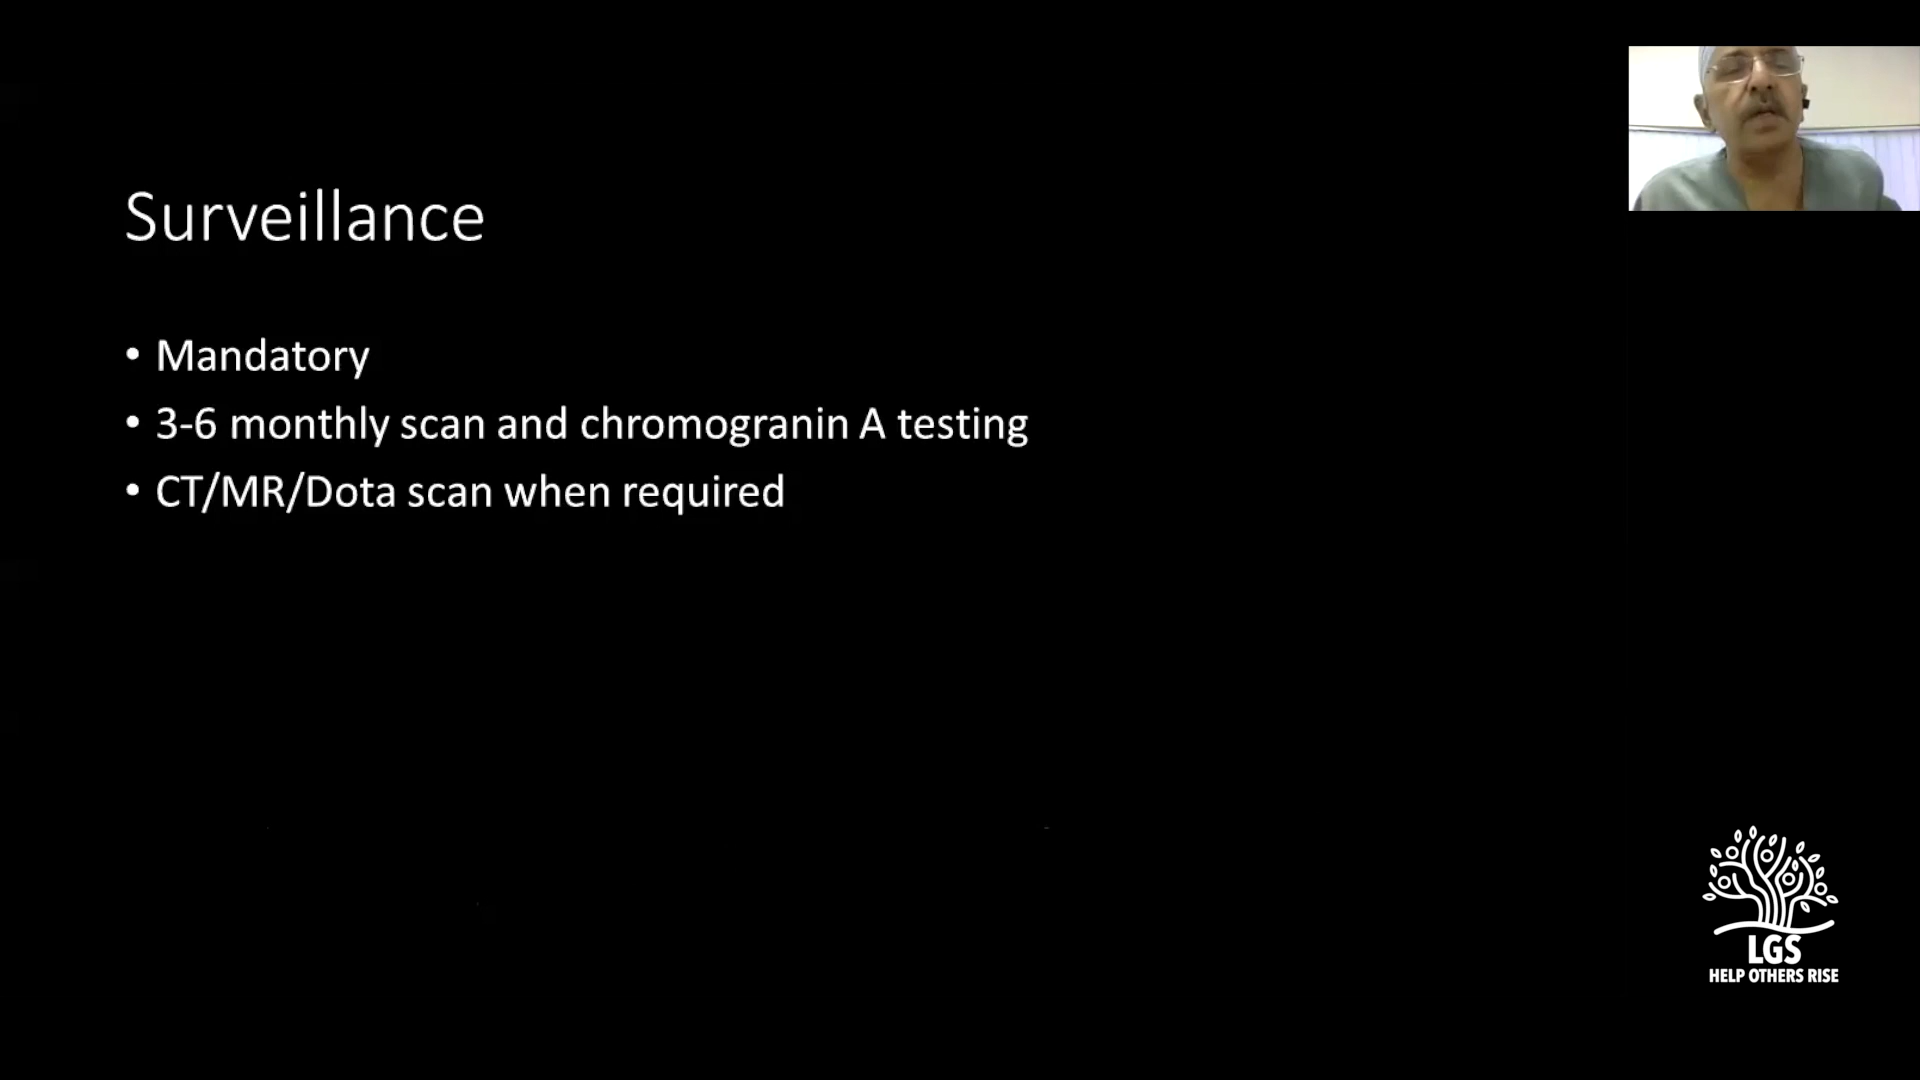 Surveillance
• Mandatory
• 3-6 monthly scan and chromogranin A testing
• CT/MR/Dota scan when required
LGS
HELP OTHERS RISE